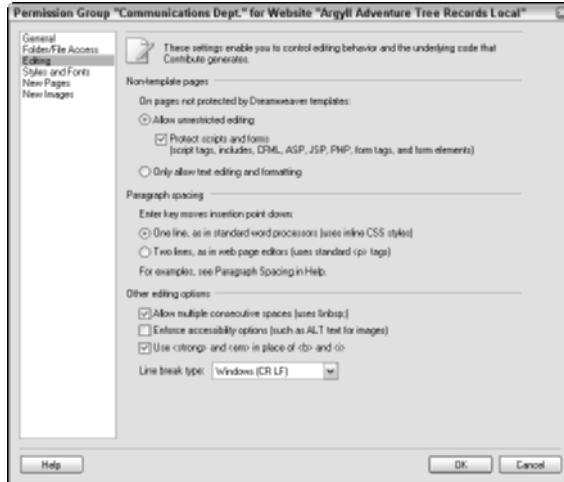 Permission Group "Communications Dept." for Website "Argyll Adventure Tree Records Local"
General
Folder/File Access
Editing
Styles and Fonts
New Pages
New Images
These settings enable you to control editing behavior and the underlying code that
Contribute generates.
Non-template pages
On pages not protected by Dreamweaver templates:
Allow unrestricted editing
Protect scripts and forms
(script tags, includes, CFML, ASP, JSP, PHP, form tags, and form elements)
Only allow text editing and formatting
Paragraph spacing
Enter key moves insertion point down:
One line, as in standard word processors (uses inline CSS styles)
Two lines, as in web page editors (uses standard <p> tags)
For examples, see Paragraph Spacing in Help.
Other editing options
Allow multiple consecutive spaces (uses &nbsp;)
Enforce accessibility options (such as ALT text for images)
Use <strong> and <em> in place of <b> and <i>
Line break type: Windows (CR LF)
Help
OK
Cancel